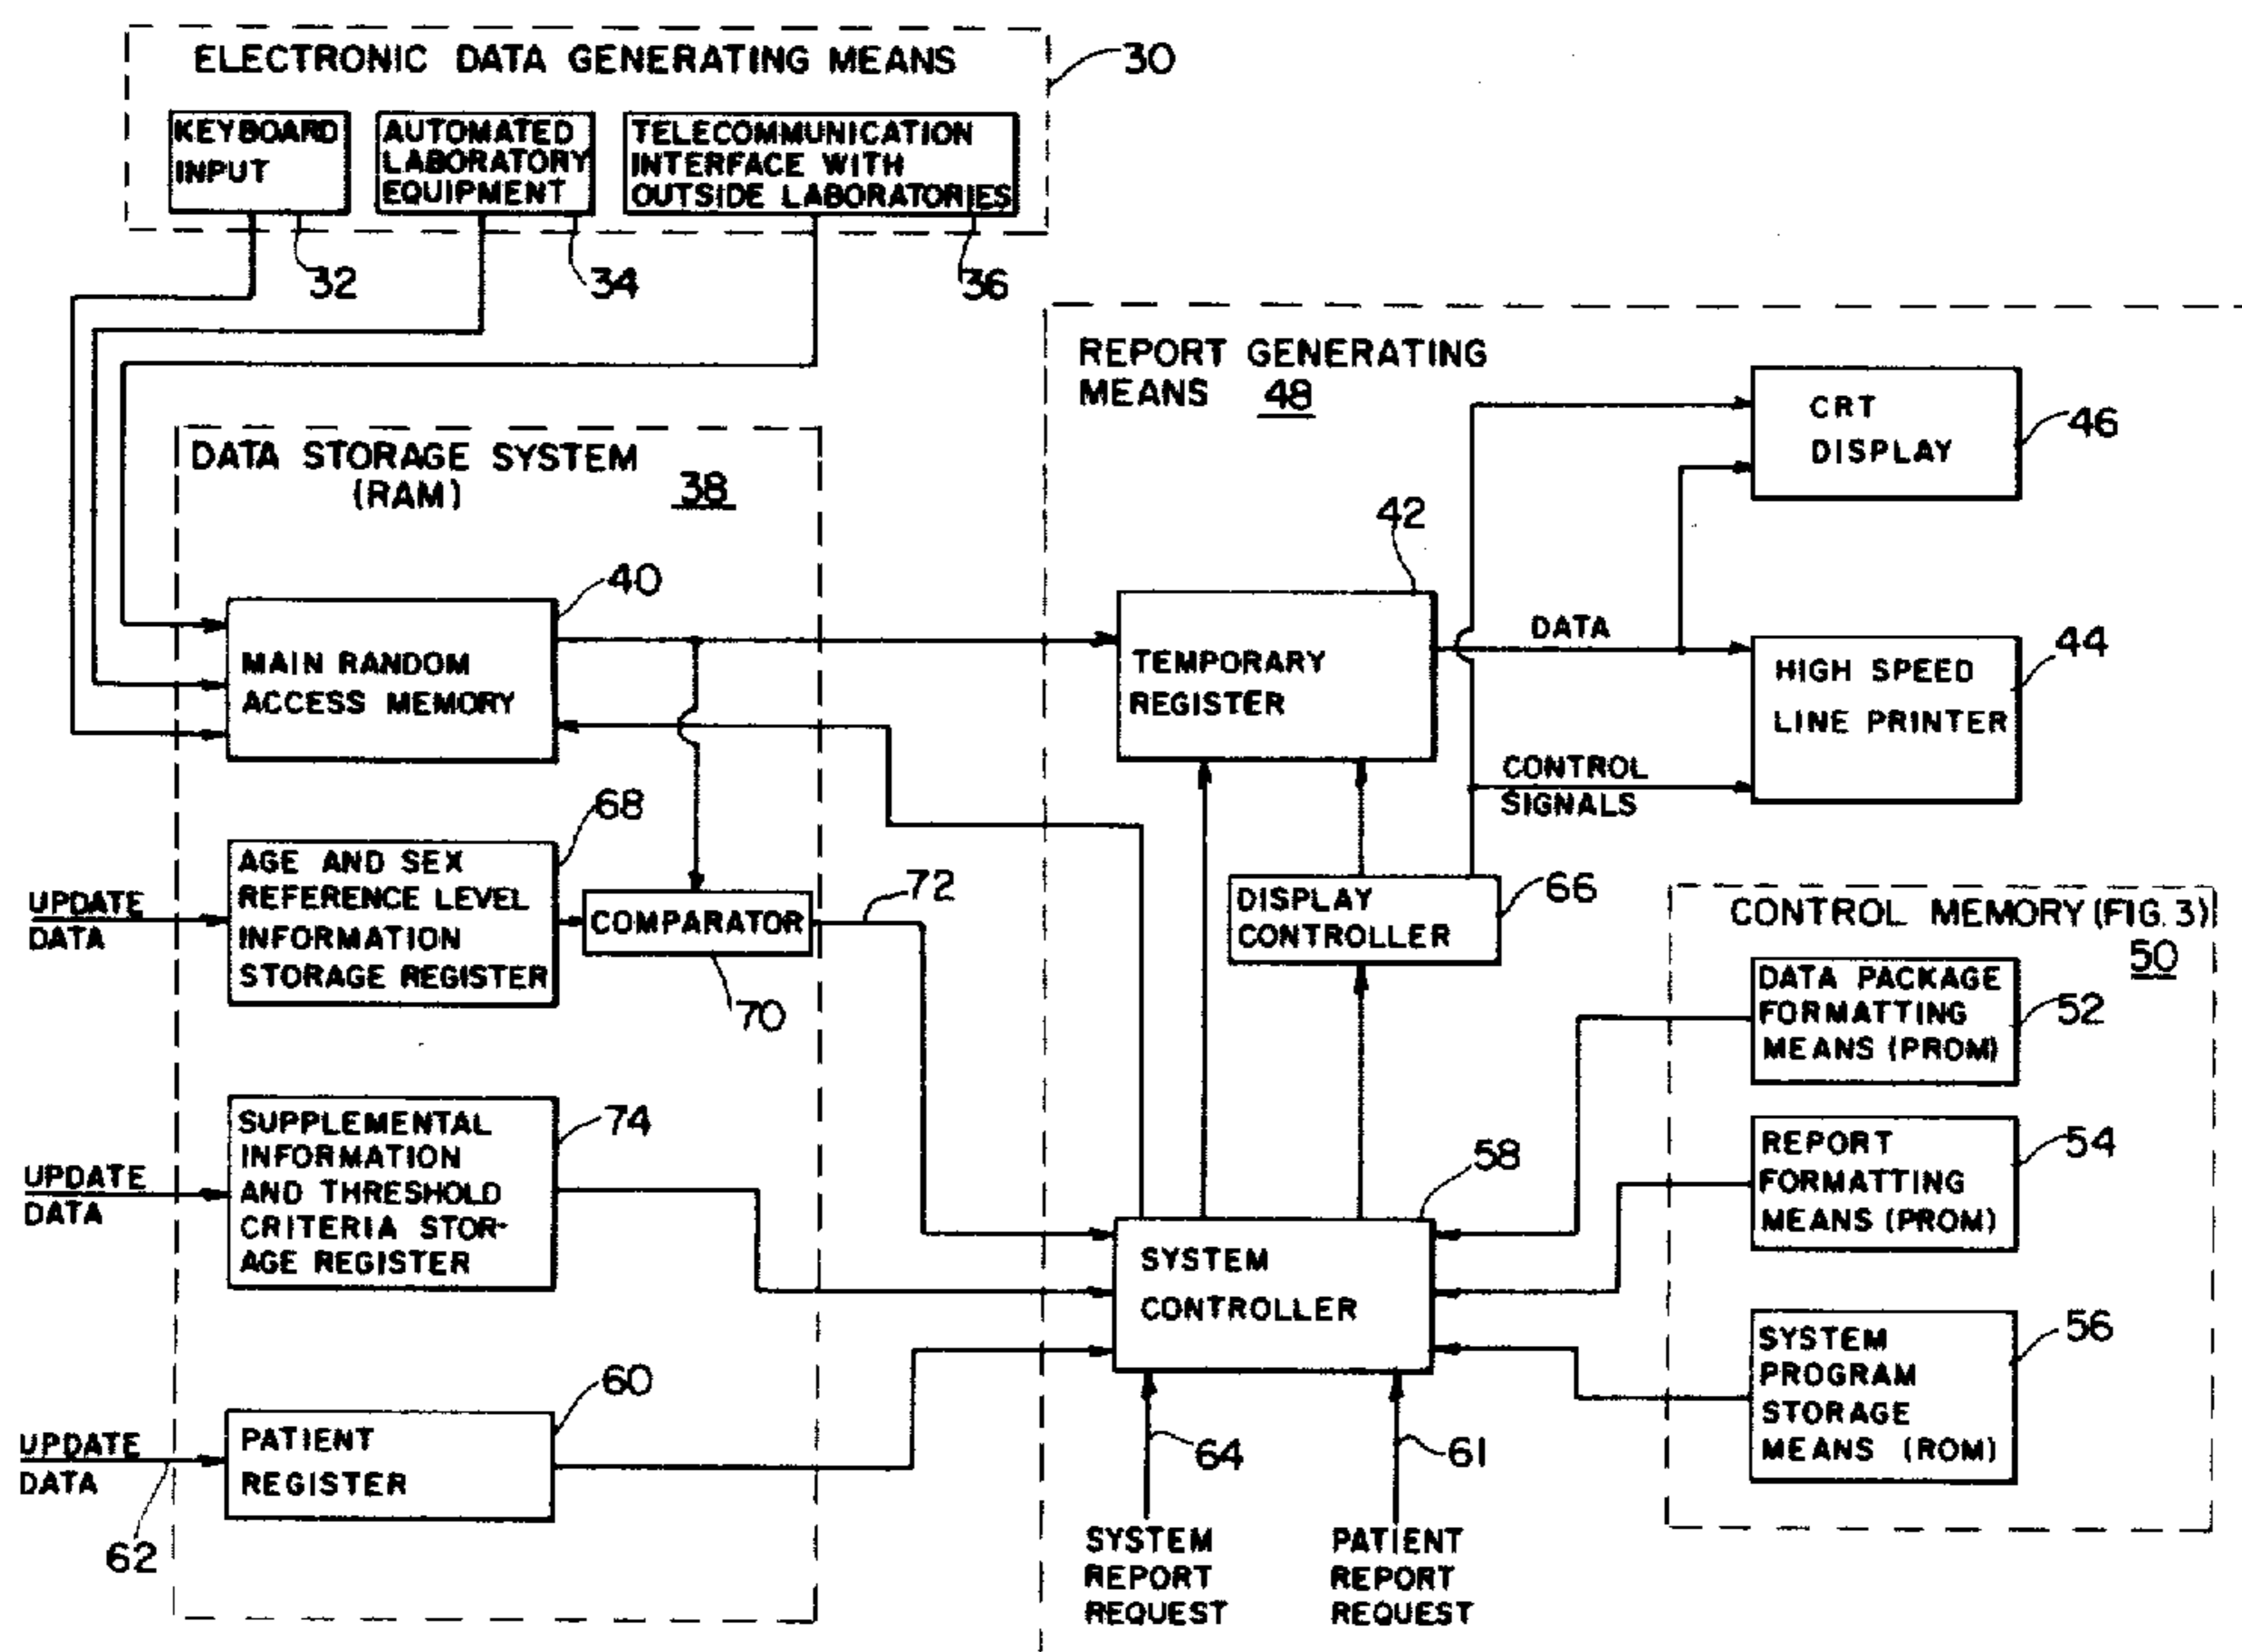 ELECTRONIC DATA GENERATING MEANS
30
KEYBOARD
INPUT
AUTOMATED
LABORATORY
EQUIPMENT
TELECOMMUNICATION
INTERFACE WITH
OUTSIDE LABORATORIES
32
34
36
REPORT GENERATING
MEANS 48
CRT
DISPLAY
46
DATA STORAGE SYSTEM
(RAM)
38
42
40
MAIN RANDOM
ACCESS MEMORY
TEMPORARY
REGISTER
DATA
HIGH SPEED
LINE PRINTER
44
CONTROL
SIGNALS
68
AGE AND SEX
REFERENCE LEVEL
INFORMATION
STORAGE REGISTER
UPDATE
DATA
COMPARATOR
72
70
DISPLAY
CONTROLLER
66
CONTROL MEMORY (FIG. 3)
50
DATA PACKAGE
FORMATTING
MEANS (PROM)
52
SUPPLEMENTAL
INFORMATION
AND THRESHOLD
CRITERIA STOR-
AGE REGISTER
74
UPDATE
DATA
REPORT
FORMATTING
MEANS (PROM)
54
58
SYSTEM
CONTROLLER
SYSTEM
PROGRAM
STORAGE
MEANS (ROM)
56
60
PATIENT
REGISTER
UPDATE
DATA
62
64
61
SYSTEM
REPORT
REQUEST
PATIENT
REPORT
REQUEST